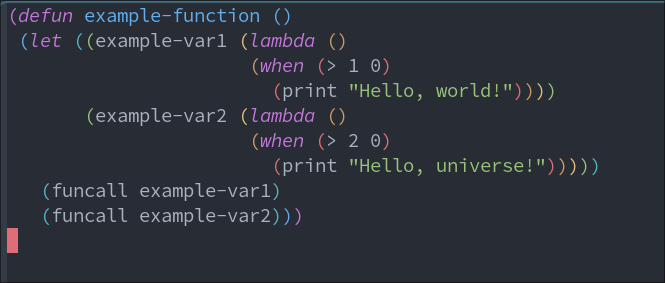 (defun example-function ()
 (let ((example-var1 (lambda ()
                      (when (> 1 0)
                        (print "Hello, world!"))))
       (example-var2 (lambda ()
                      (when (> 2 0)
                        (print "Hello, universe!")))))
   (funcall example-var1)
   (funcall example-var2)))